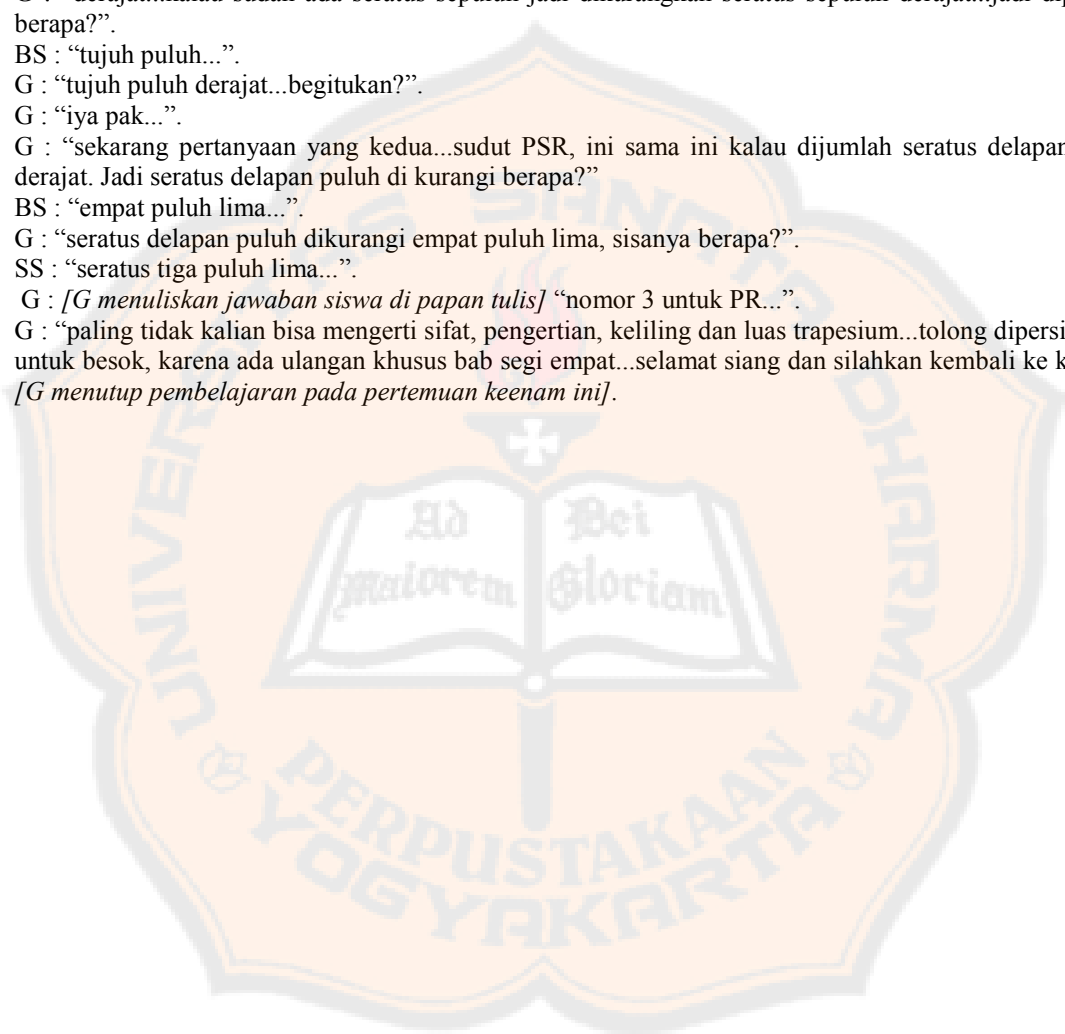 berapa?”.
BS : “tujuh puluh...”.
G : “tujuh puluh derajat...begitukan?”.
G : “iya pak...”.
G : “sekarang pertanyaan yang kedua...sudut PSR, ini sama ini kalau dijumlah seratus delapan
derajat. Jadi seratus delapan puluh di kurangi berapa?”
BS : “empat puluh lima...”.
G : “seratus delapan puluh dikurangi empat puluh lima, sisanya berapa?”.
SS : “seratus tiga puluh lima...”.
G : [G menuliskan jawaban siswa di papan tulis] “nomor 3 untuk PR...”.
G : “paling tidak kalian bisa mengerti sifat, pengertian, keliling dan luas trapesium...tolong
untuk besok, karena ada ulangan khusus bab segi empat...selamat siang dan silahkan kembali ke
[G menutup pembelajaran pada pertemuan keenam ini].
UNIVERSITAS SANATA DHARMA
Ad Dei
Maiorem Gloriam
PERPUSTAKAAN
YOGYAKARTA